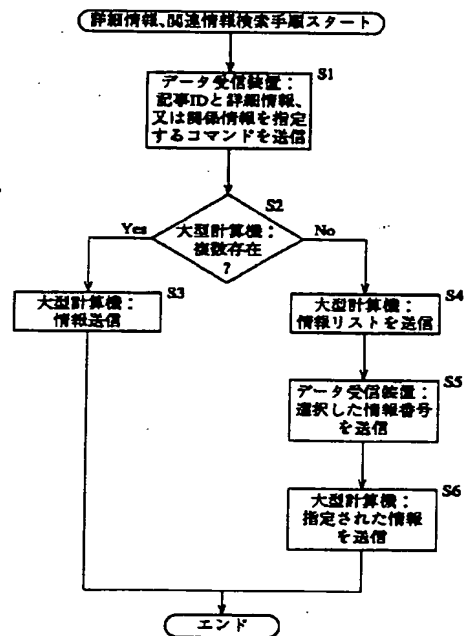 詳細情報、関連情報検索手順スタート
S1
データ受信装置:
記事IDと詳細情報、
又は関係情報を指定
するコマンドを送信
S2
大型計算機:
複数存在
?
Yes
No
S3
大型計算機:
情報送信
S4
大型計算機:
情報リストを送信
S5
データ受信装置:
選択した情報番号
を送信
S6
大型計算機:
指定された情報
を送信
エンド